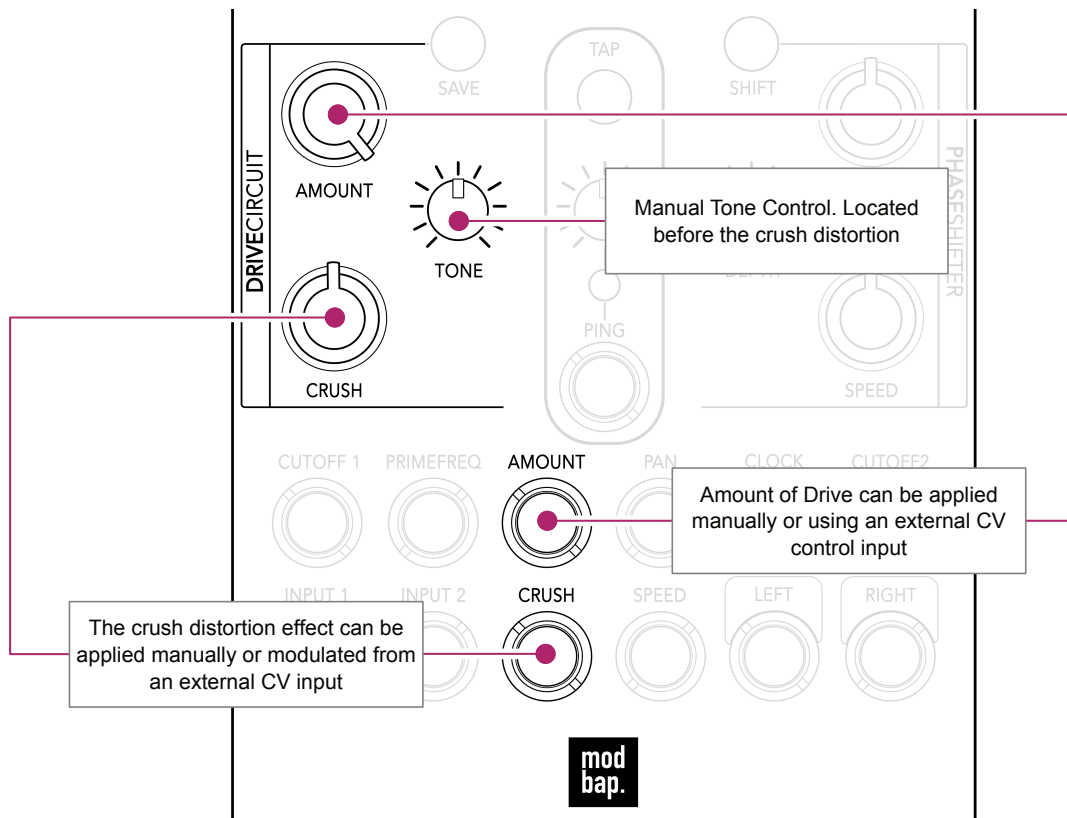 TAP
SAVE
SHIFT
DRIVECIRCUIT
AMOUNT
PHASESHIFTER
Manual Tone Control. Located
before the crush distortion
TONE
PING
CRUSH
SPEED
CUTOFF 1 PRIMEFREQ AMOUNT PAN CLOCK CUTOFF2
Amount of Drive can be applied
manually or using an external CV
control input
INPUT 1 INPUT 2 CRUSH SPEED LEFT RIGHT
The crush distortion effect can be
applied manually or modulated from
an external CV input
mod
bap.